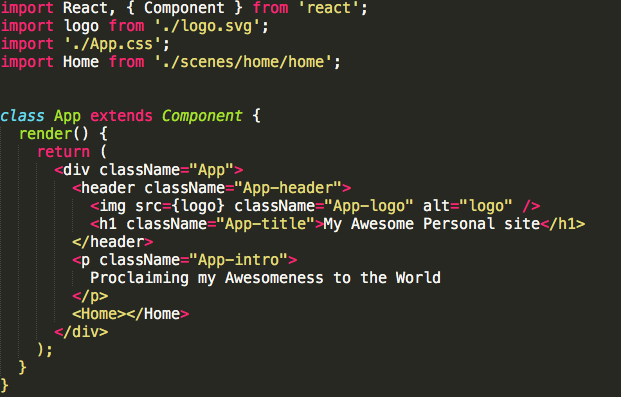 import React, { Component } from 'react';
import logo from './logo.svg';
import './App.css';
import Home from './scenes/home/home';

class App extends Component {
  render() {
    return (
      <div className="App">
        <header className="App-header">
          <img src={logo} className="App-logo" alt="logo" />
          <h1 className="App-title">My Awesome Personal site</h1>
        </header>
        <p className="App-intro">
          Proclaiming my Awesomeness to the World
        </p>
        <Home></Home>
      </div>
    );
  }
}